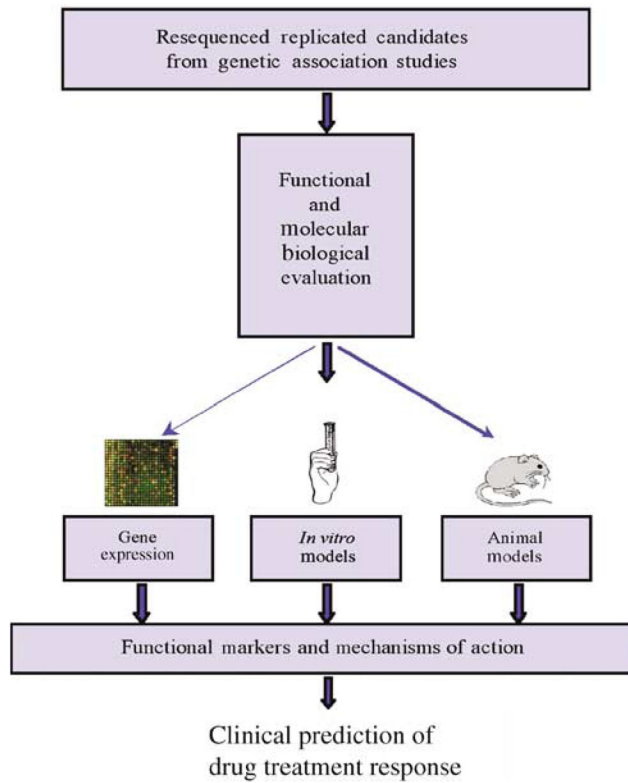 Resequenced replicated candidates
from genetic association studies
Functional
and
molecular
biological
evaluation
Gene
expression
In vitro
models
Animal
models
Functional markers and mechanisms of action
Clinical prediction of
drug treatment response